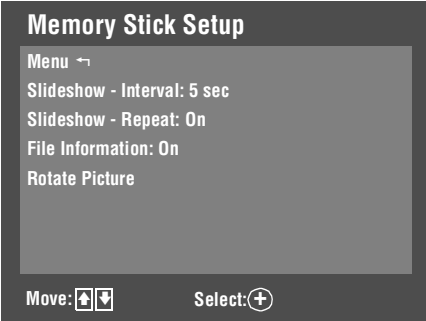 Memory Stick Setup
Menu ↰
Slideshow - Interval: 5 sec
Slideshow - Repeat: On
File Information: On
Rotate Picture
Move: Select: